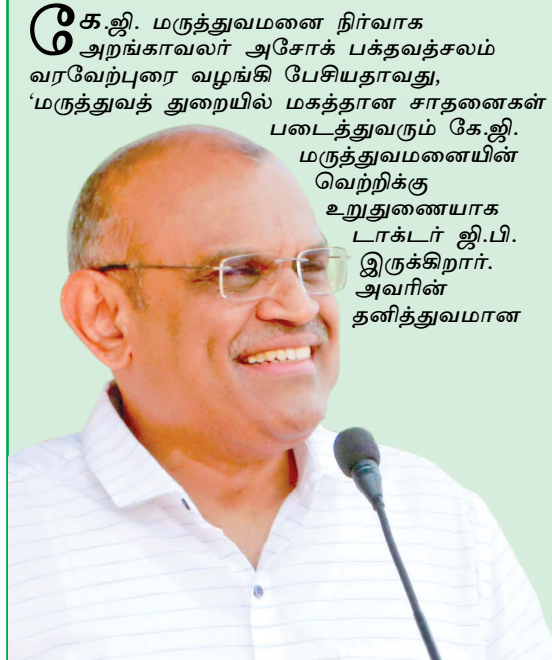 கே.ஜி. மருத்துவமனை நிர்வாக
அறங்காவலர் அசோக் பக்தவத்சலம்
வரவேற்புரை வழங்கி பேசியதாவது,
‘மருத்துவத் துறையில் மகத்தான சாதனைகள்
படைத்துவரும் கே.ஜி.
மருத்துவமனையின்
வெற்றிக்கு
உறுதுணையாக
டாக்டர் ஜி.பி.
இருக்கிறார்.
அவரின்
தனித்துவமான